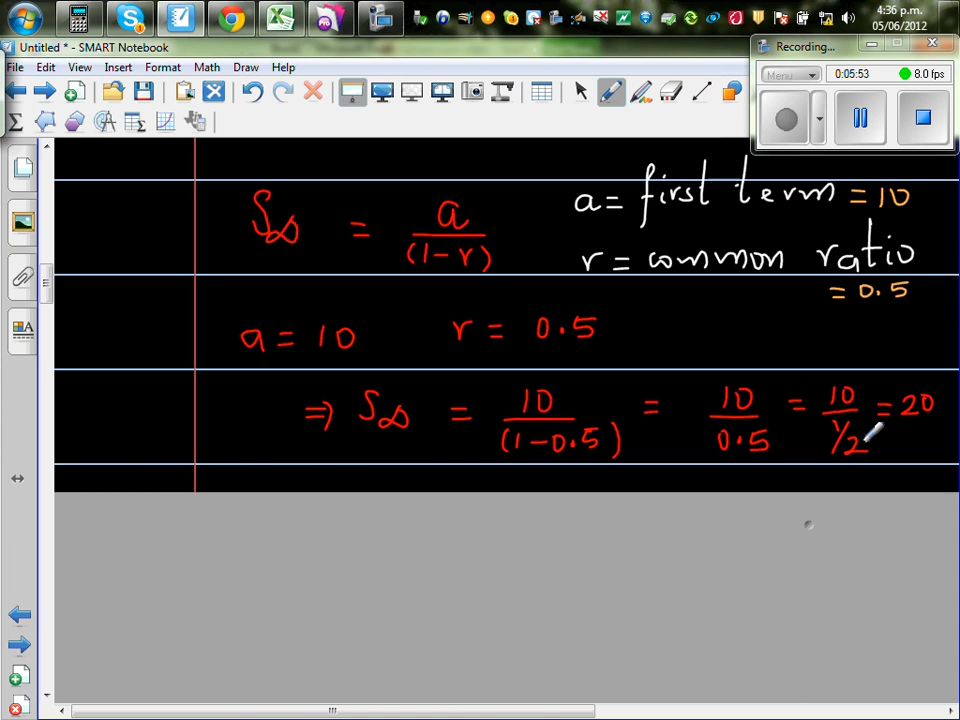 4:36 p.m.
05/06/2012
Untitled * - SMART Notebook
File Edit View Insert Format Math Draw Help
Recording...
Menu 0:05:53 8.0 fps
S∞ = a/(1-r)
a = first term = 10
r = common ratio
= 0.5
a = 10 r = 0.5
⇒ S∞ = 10/(1-0.5) = 10/0.5 = 10/½ = 20